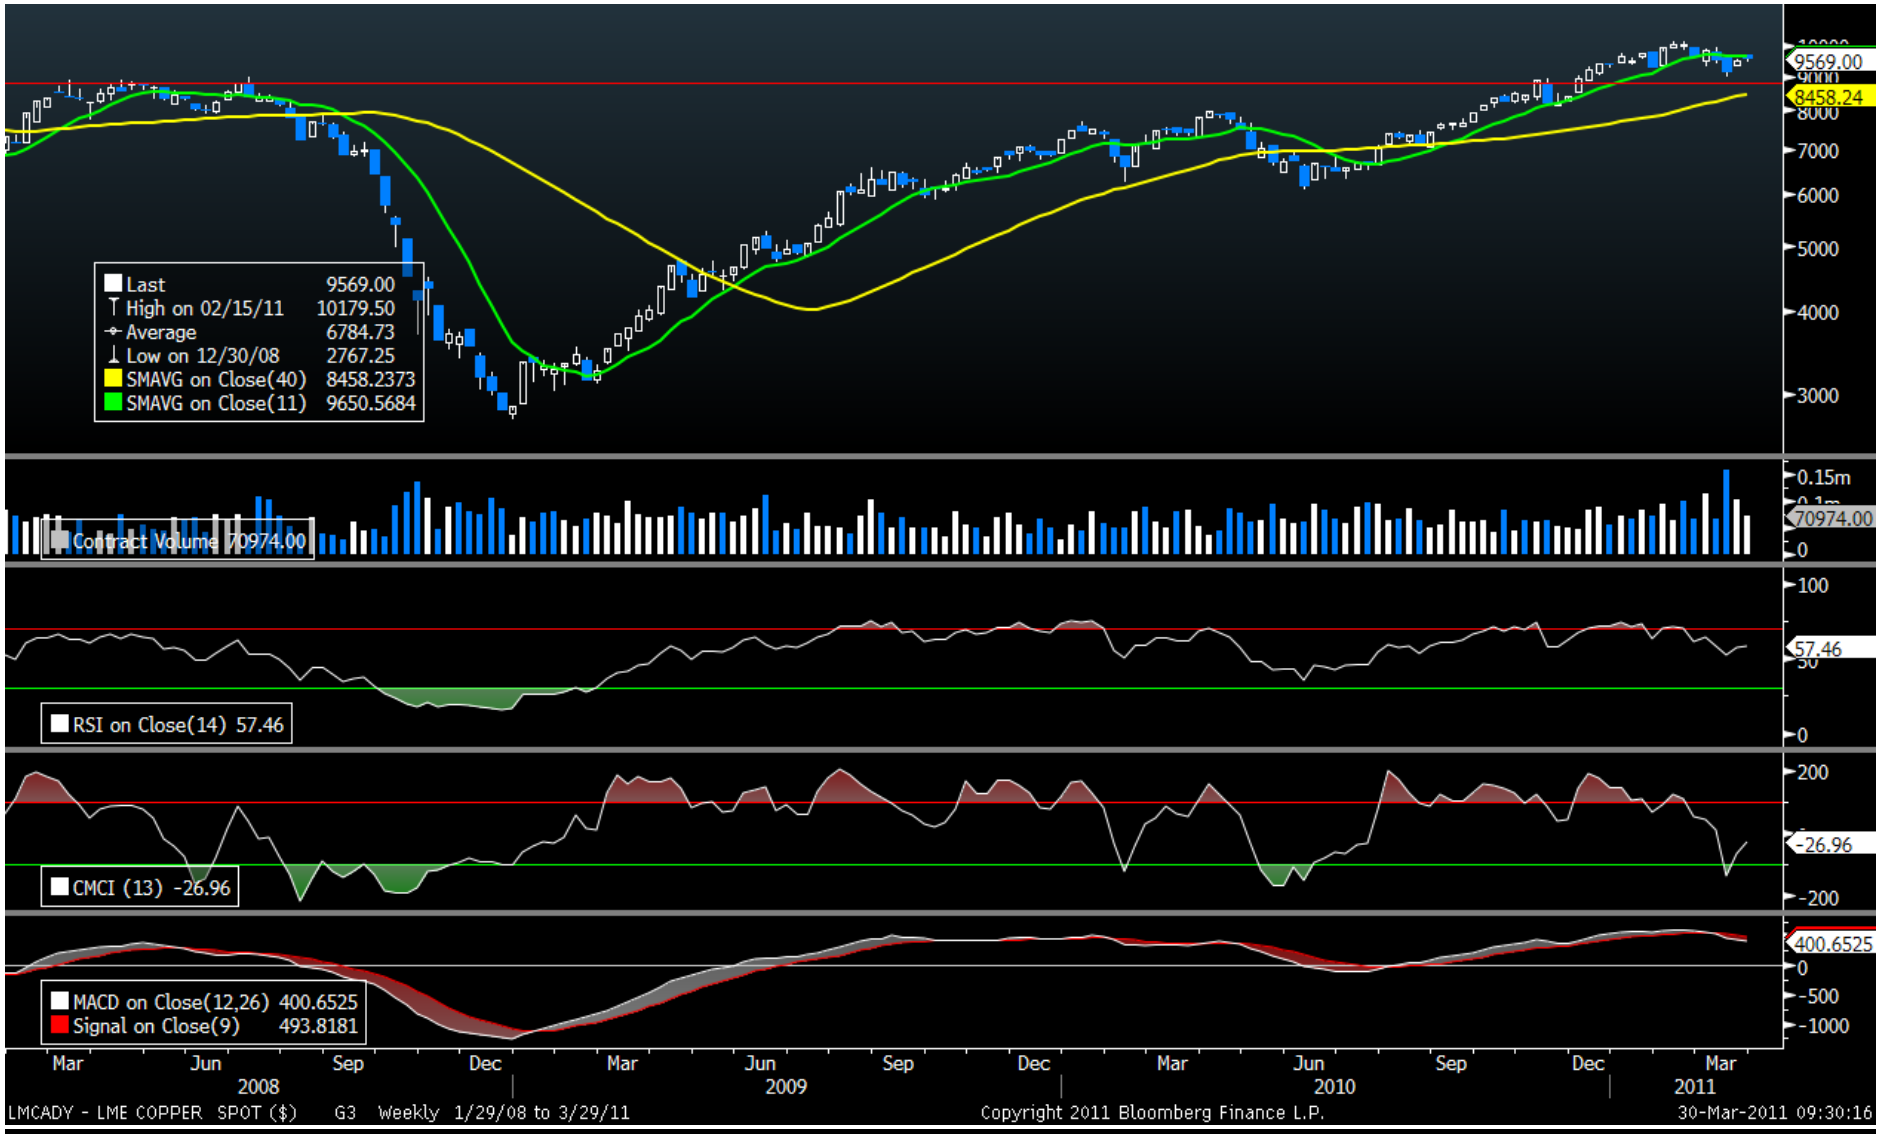 10000
9569.00
9000
8458.24
8000
7000
6000
5000
4000
3000
Last 9569.00
High on 02/15/11 10179.50
Average 6784.73
Low on 12/30/08 2767.25
SMAVG on Close(40) 8458.2373
SMAVG on Close(11) 9650.5684
0.15m
0.1m
70974.00
0
Contract Volume 70974.00
100
57.46
50
0
RSI on Close(14) 57.46
200
-26.96
-200
CMCI (13) -26.96
400.6525
0
-500
-1000
MACD on Close(12,26) 400.6525
Signal on Close(9) 493.8181
Mar Jun Sep Dec Mar Jun Sep Dec Mar Jun Sep Dec Mar
2008 2009 2010 2011
LMCADY - LME COPPER SPOT ($) G3 Weekly 1/29/08 to 3/29/11 Copyright 2011 Bloomberg Finance L.P. 30-Mar-2011 09:30:16